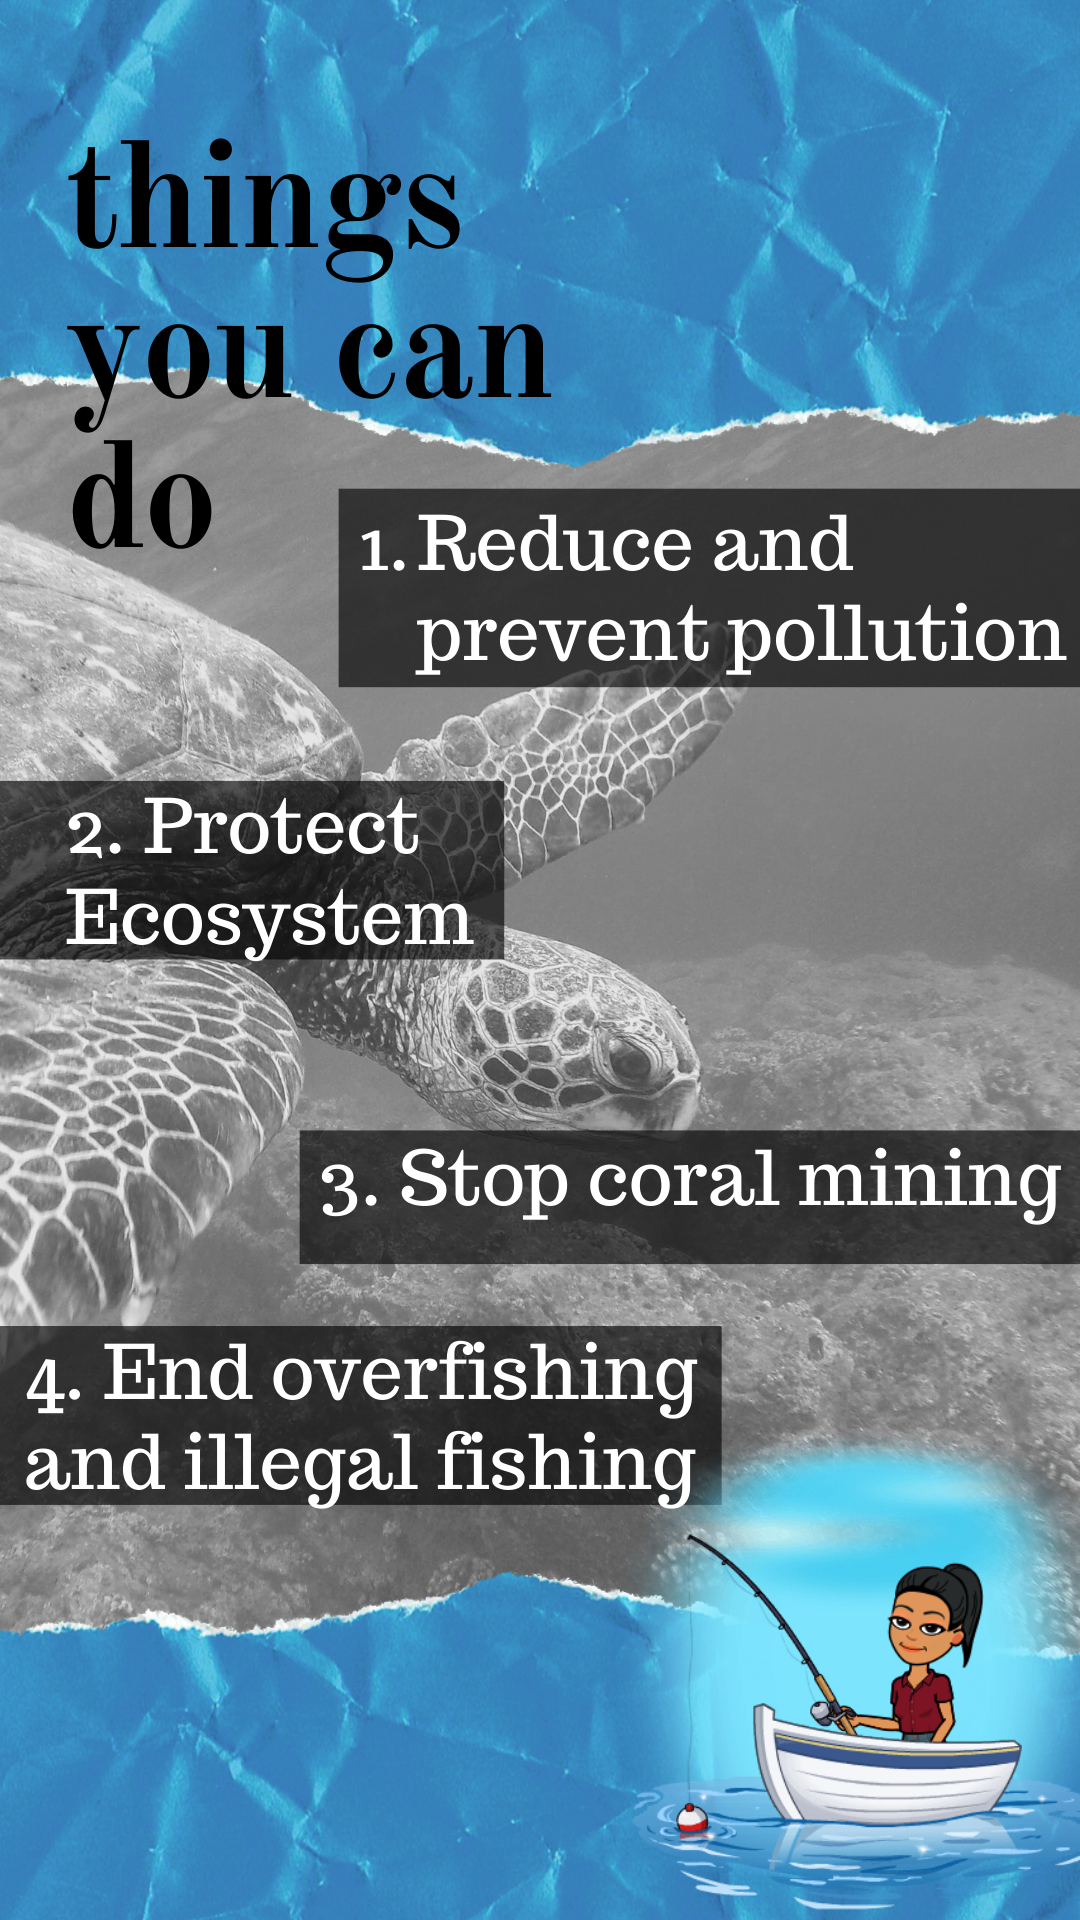 things
you can
do
1. Reduce and
prevent pollution
2. Protect
Ecosystem
3. Stop coral mining
4. End overfishing
and illegal fishing